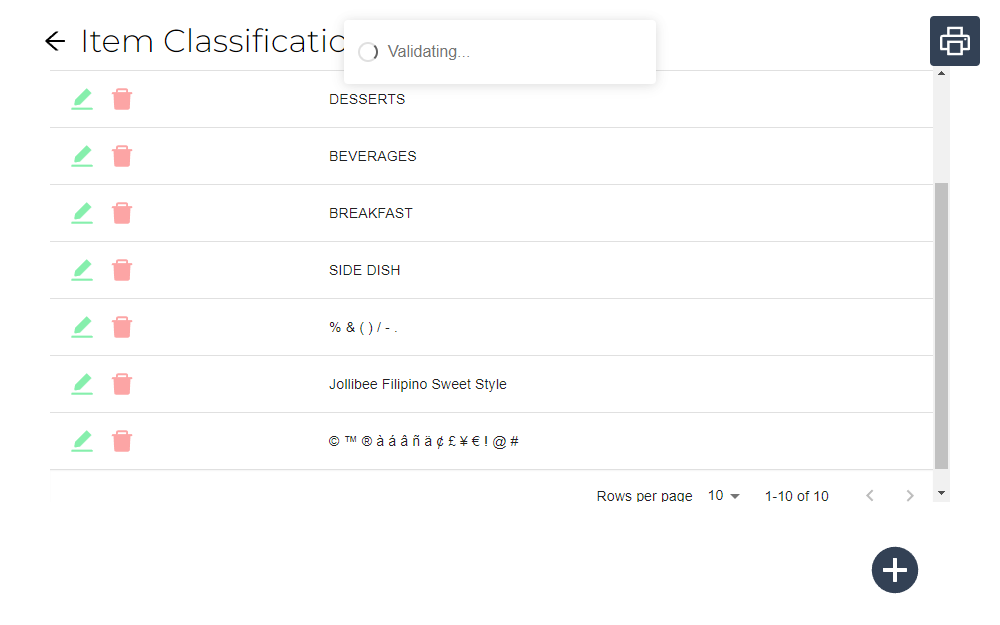 Item Classificatio
Validating...
DESSERTS
BEVERAGES
BREAKFAST
SIDE DISH
% & ( ) / - .
Jollibee Filipino Sweet Style
© ™ ® à á â ñ ä ¢ £ ¥ € ! @ #
Rows per page 10 1-10 of 10